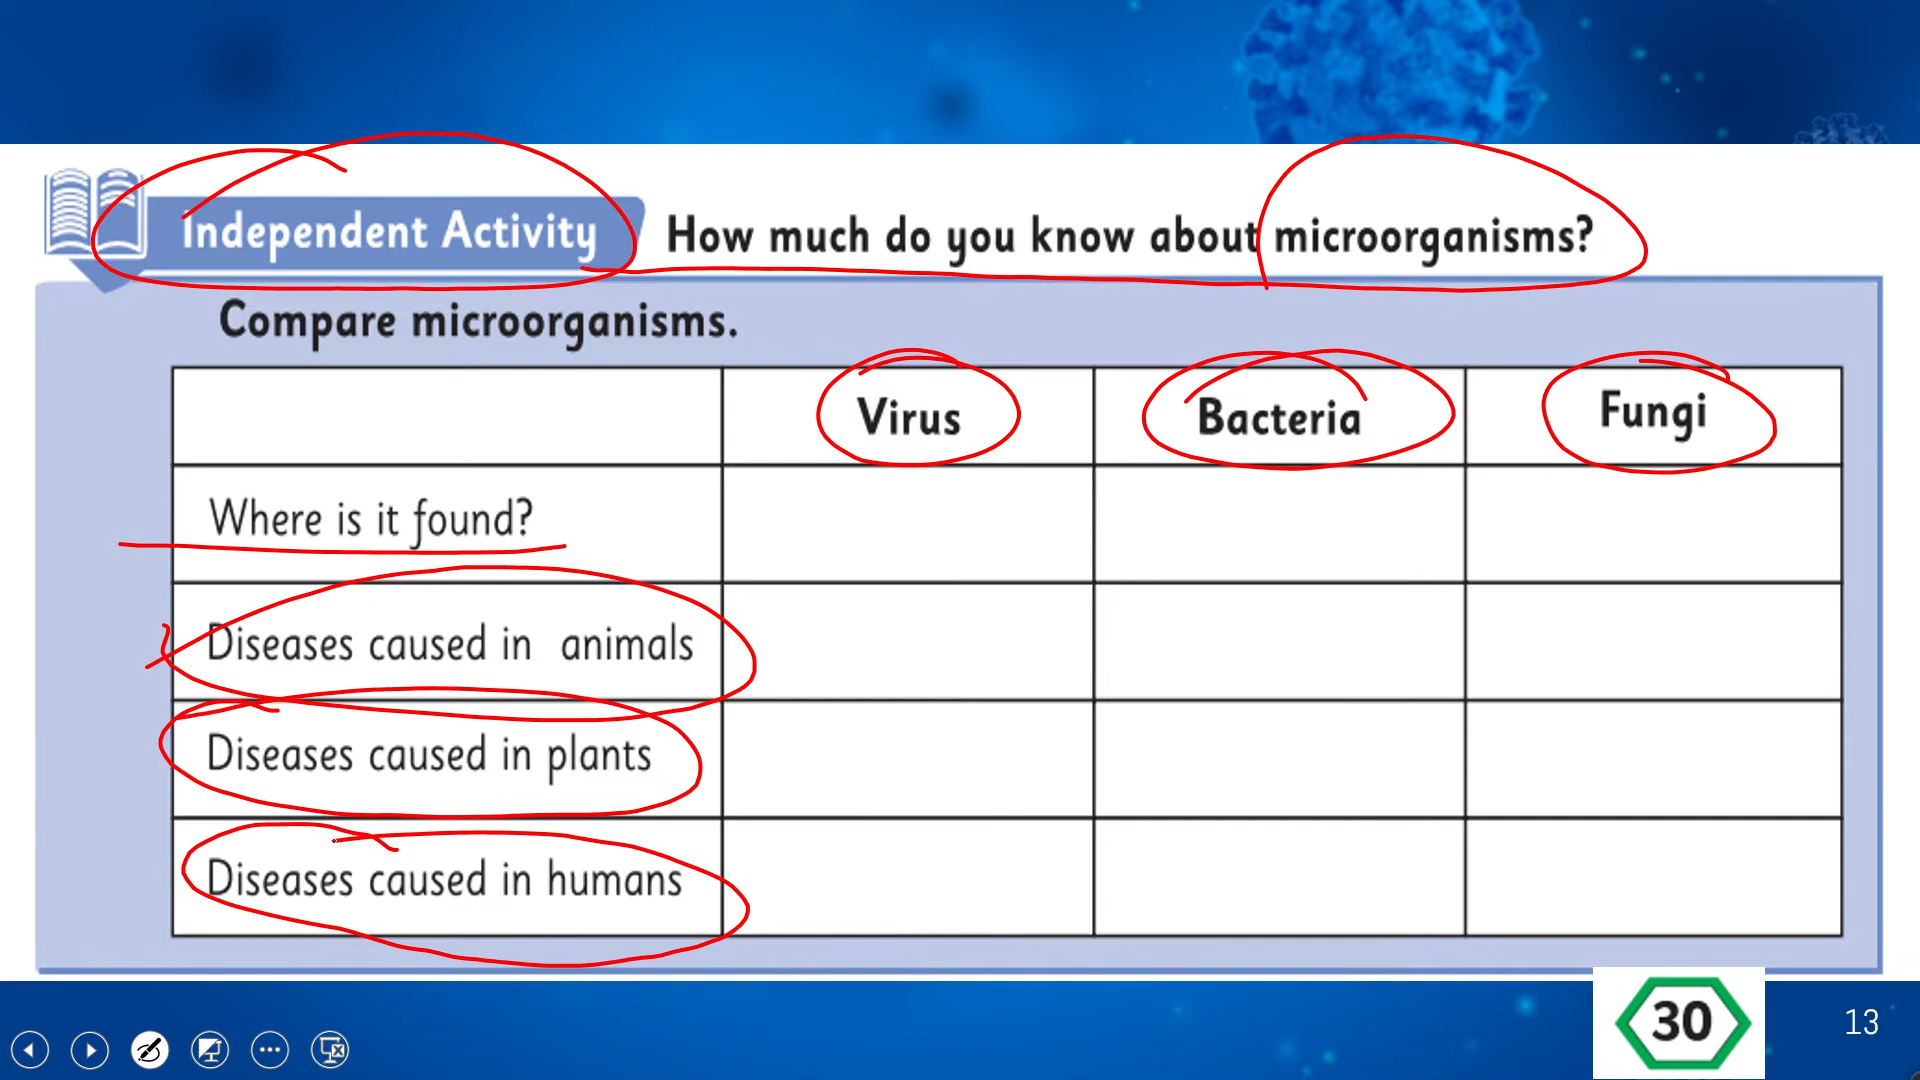 Independent Activity How much do you know about microorganisms?
Compare microorganisms.
Virus Bacteria Fungi
Where is it found?
Diseases caused in animals
Diseases caused in plants
Diseases caused in humans
30
13